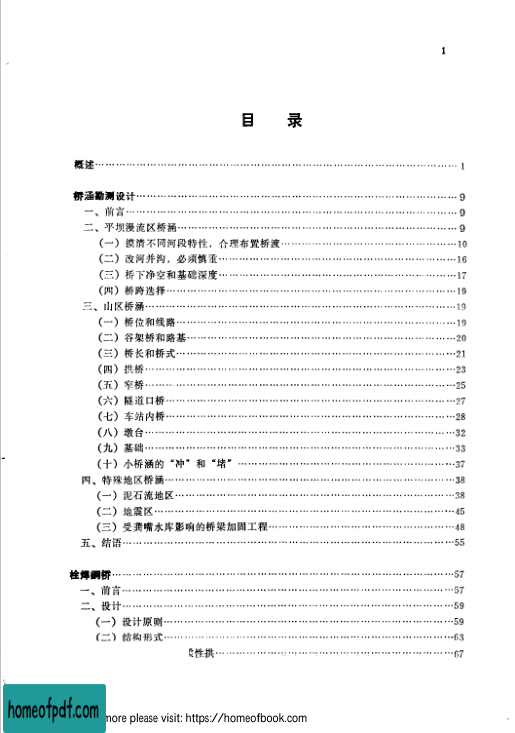 1
目 录
概述 1
桥涵勘测设计 9
一、前言 9
二、平坝漫流区桥涵 9
(一)摸清不同河段特性，合理布置桥渡 10
(二)改河并沟，必须慎重 16
(三)桥下净空和基础深度 17
(四)桥跨选择 19
三、山区桥涵 19
(一)桥位和线路 19
(二)谷架桥和路基 20
(三)桥长和桥式 21
(四)拱桥 23
(五)窄桥 25
(六)隧道口桥 27
(七)车站内桥 28
(八)墩台 32
(九)基础 33
(十)小桥涵的“冲”和“堵” 37
四、特殊地区桥涵 38
(一)泥石流地区 38
(二)地震区 45
(三)受龚嘴水库影响的桥梁加固工程 48
五、结语 55
栓焊钢桥 57
一、前言 57
二、设计 59
(一)设计原则 59
(二)结构形式 63
性拱 67
homeofpdf.com
more please visit: https://homeofbook.com